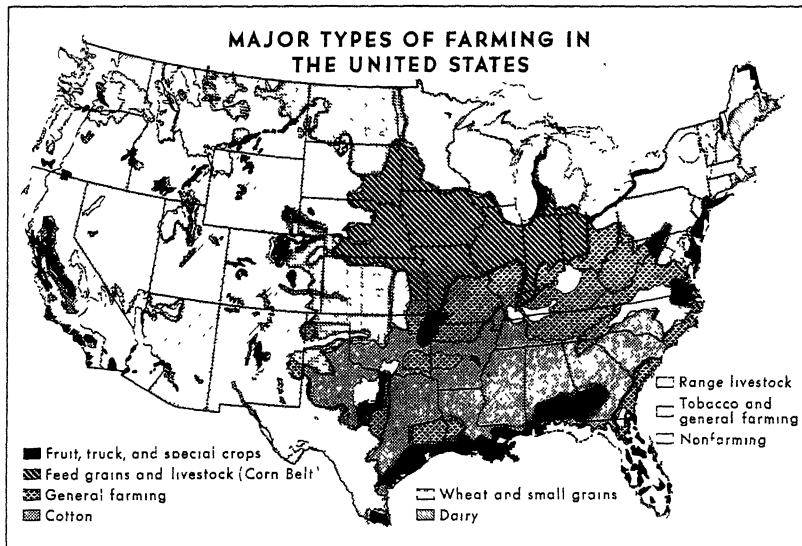 MAJOR TYPES OF FARMING IN
THE UNITED STATES
Range livestock
Tobacco and
general farming
Nonfarming
Fruit, truck, and special crops
Feed grains and livestock (Corn Belt)
General farming
Cotton
Wheat and small grains
Dairy